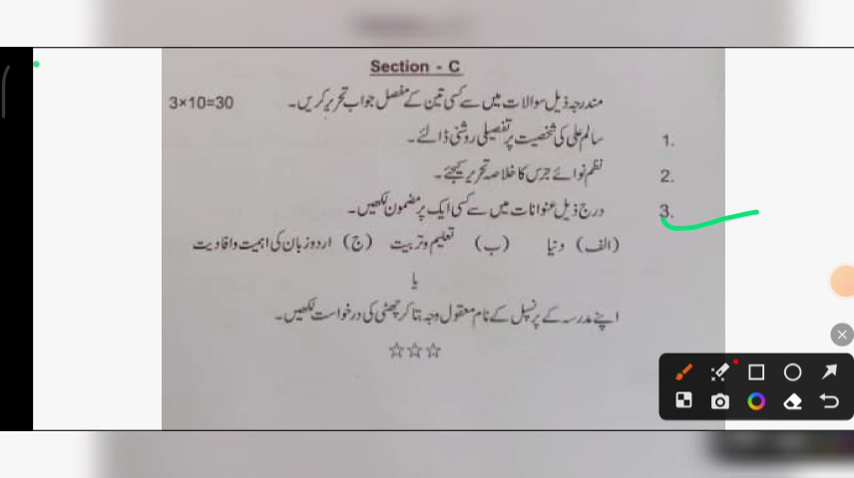 Section - C
مندرجہ ذیل سوالات میں سے کسی تین کے مفصل جواب تحریر کریں۔ 3×10=30
1. سالم علی کی شخصیت پر تفصیلی روشنی ڈالئے۔
2. نظم نوائے جرس کا خلاصہ تحریر کیجئے۔
3. درج ذیل عنوانات میں سے کسی ایک پر مضمون لکھیں۔
(الف) دنیا (ب) تعلیم و تربیت (ج) اردو زبان کی اہمیت و افادیت
یا
اپنے مدرسہ کے پرنسپل کے نام معقول وجہ بتا کر چھٹی کی درخواست لکھیں۔